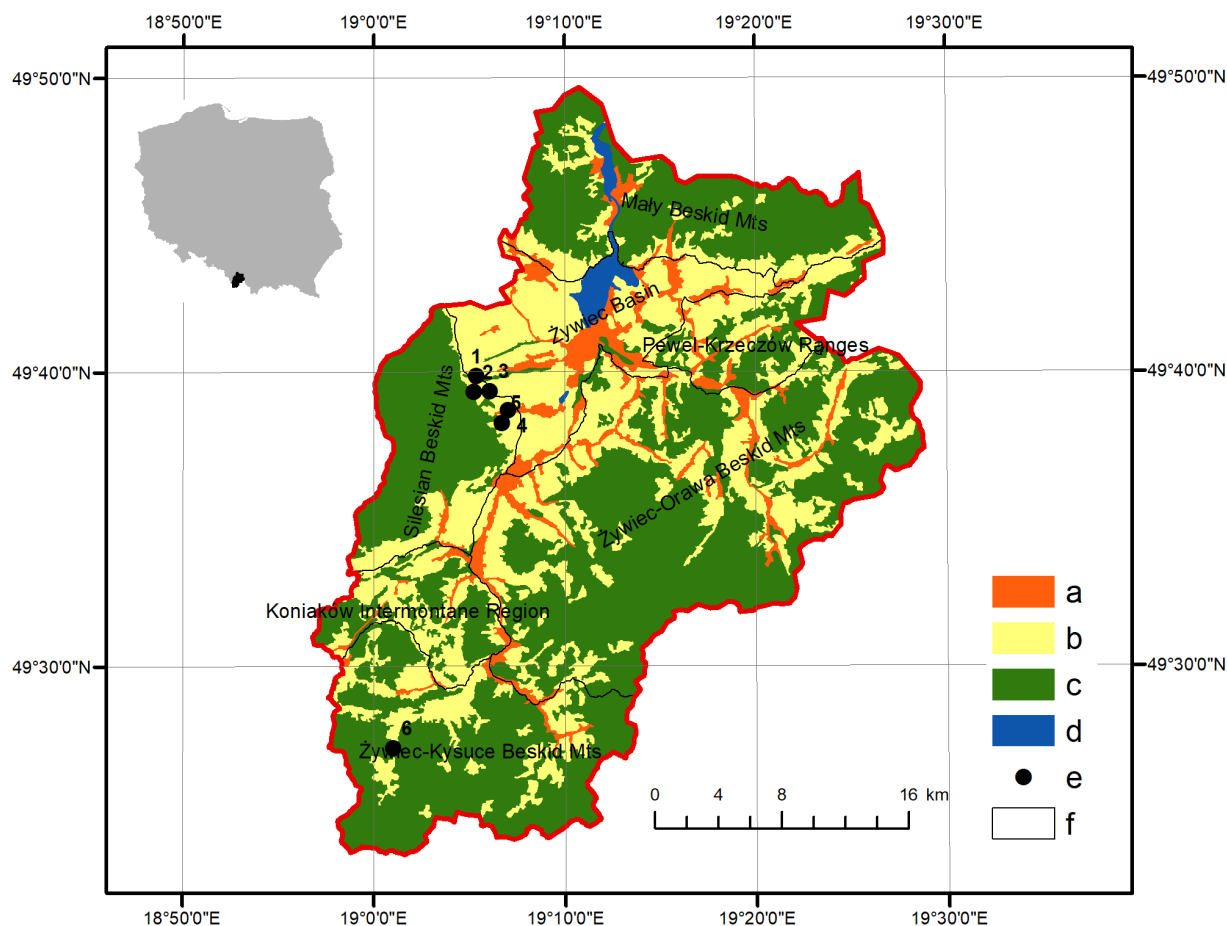 18°50'0"E 19°0'0"E 19°10'0"E 19°20'0"E 19°30'0"E
49°50'0"N 49°50'0"N
Mały Beskid Mts
Żywiec Basin
Pewel-Krzeczów Ranges
1
2 3
49°40'0"N 49°40'0"N
5
4
Silesian Beskid Mts
Żywiec-Orawa Beskid Mts
a
Koniaków Intermontane Region
b
49°30'0"N 49°30'0"N
c
6
d
Żywiec-Kysuce Beskid Mts
e
0 4 8 16 km
f
18°50'0"E 19°0'0"E 19°10'0"E 19°20'0"E 19°30'0"E